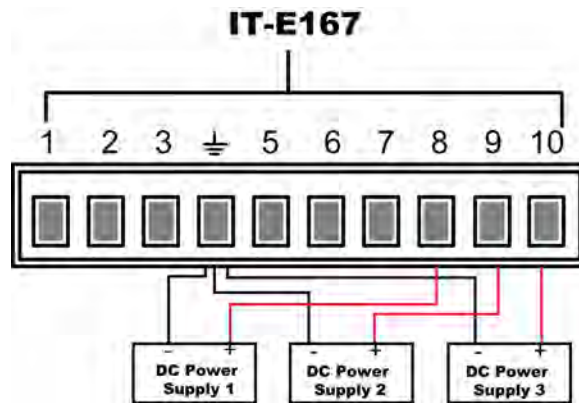 IT-E167
1 2 3 ⏚ 5 6 7 8 9 10
- + - + - +
DC Power DC Power DC Power
Supply 1 Supply 2 Supply 3